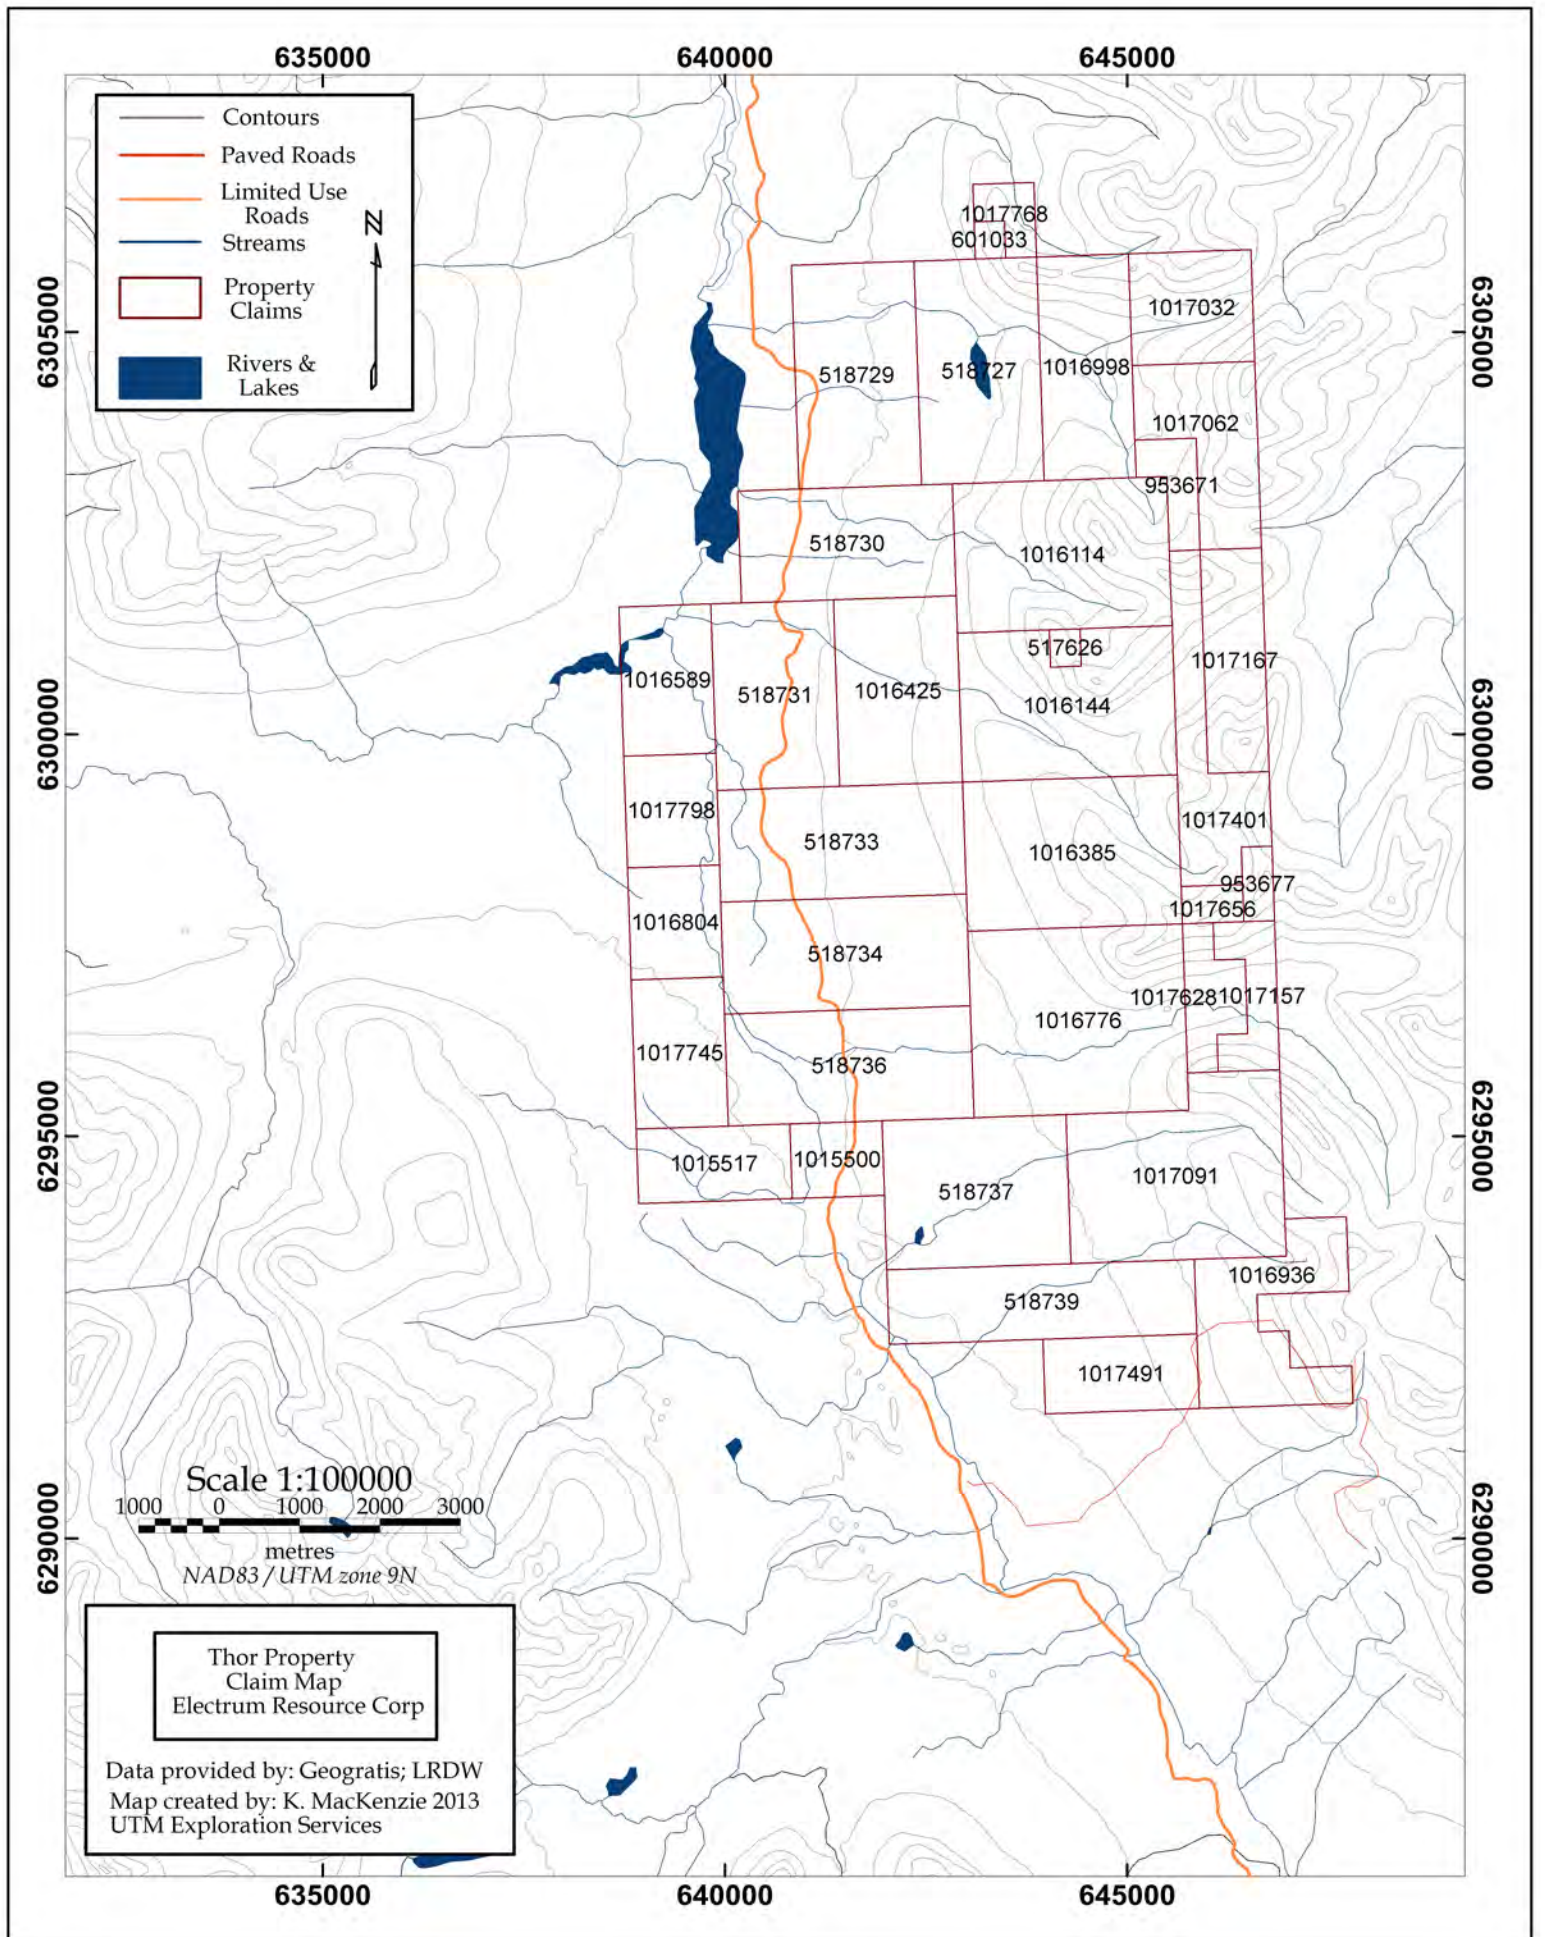 635000
640000
645000
Contours
Paved Roads
Limited Use
Roads
Streams
N
Property
Claims
Rivers &
Lakes
6305000
6300000
6295000
6290000
6305000
6300000
6295000
6290000
1017768
601033
1017032
518729
518727
1016998
1017062
953671
518730
1016114
517626
1017167
1016589
518731
1016425
1016144
1017798
518733
1017401
1016385
953677
1017656
1016804
518734
1017628
1017157
1016776
1017745
518736
1015517
1015500
518737
1017091
1016936
518739
1017491
Scale 1:100000
1000 0 1000 2000 3000
metres
NAD83 / UTM zone 9N
Thor Property
Claim Map
Electrum Resource Corp
Data provided by: Geogratis; LRDW
Map created by: K. MacKenzie 2013
UTM Exploration Services
635000
640000
645000